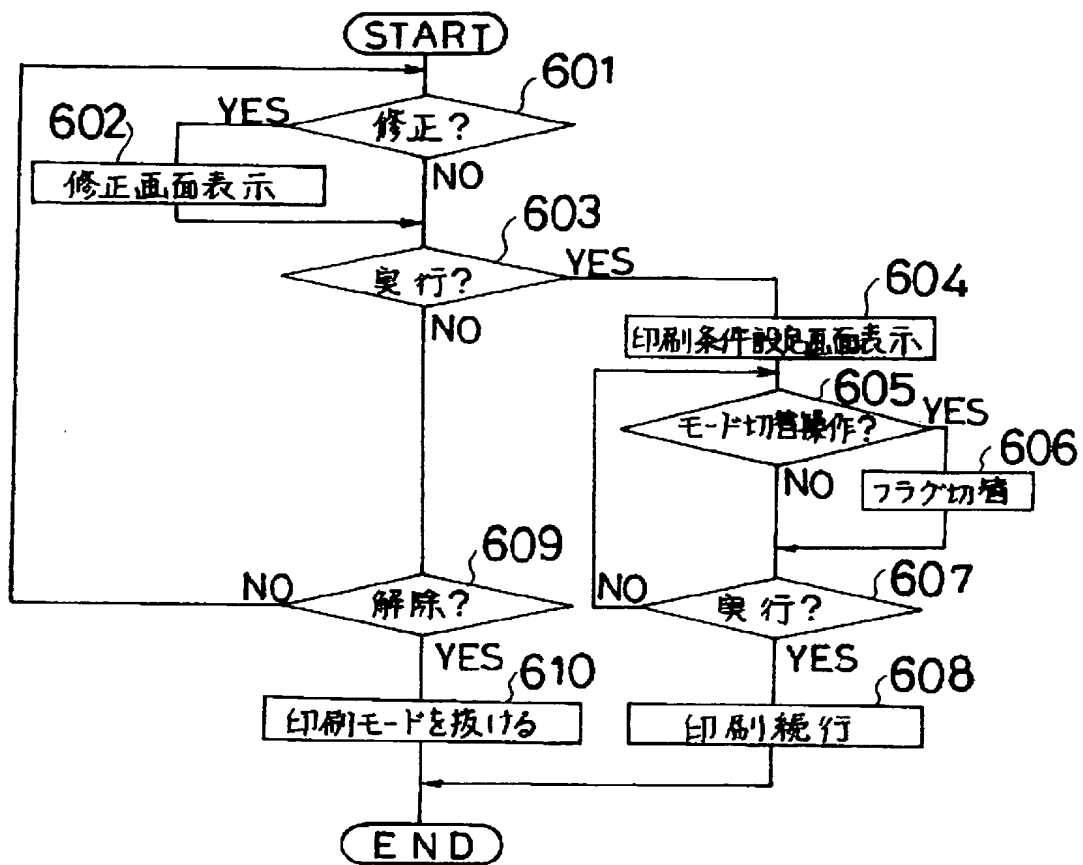 START
601
YES
修正?
602
修正画面表示
NO
603
実行?
YES
NO
604
印刷条件設定画面表示
605
モード切替操作?
YES
606
フラグ切替
NO
609
NO
解除?
607
NO
実行?
YES
610
印刷モードを抜ける
YES
608
印刷続行
END